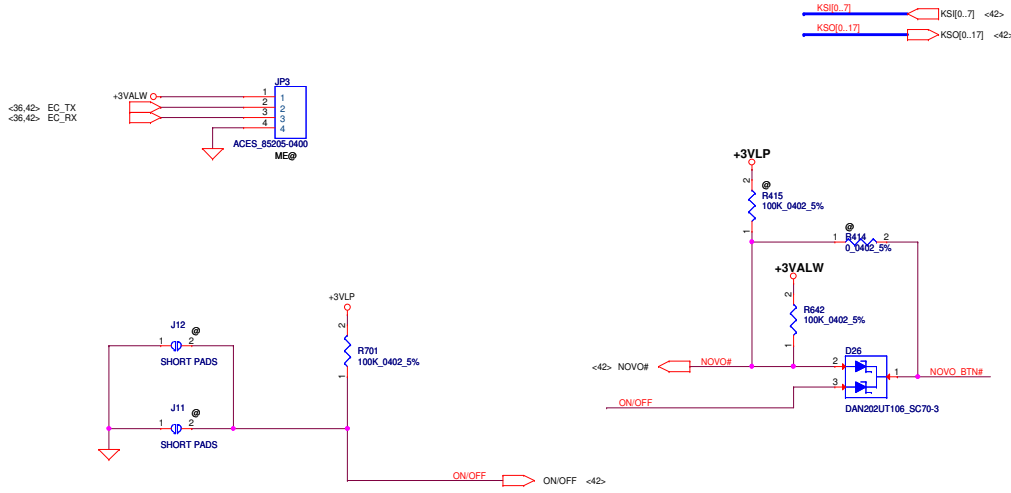 KSI[0..7]
KSI[0..7] <42>
KSO[0..17]
KSO[0..17] <42>
JP3
+3VALW
1
1
<36,42> EC_TX
2
2
<36,42> EC_RX
3
3
4
4
ACES_85205-0400
ME@
+3VLP
2
@
R415
100K_0402_5%
1
@
1
R414
2
0_0402_5%
+3VALW
2
R642
100K_0402_5%
1
+3VLP
2
R701
100K_0402_5%
1
J12
@
1
2
SHORT PADS
J11
@
1
2
SHORT PADS
D26
<42> NOVO#
NOVO#
2
1
NOVO_BTN#
3
ON/OFF
DAN202UT106_SC70-3
ON/OFF
ON/OFF <42>